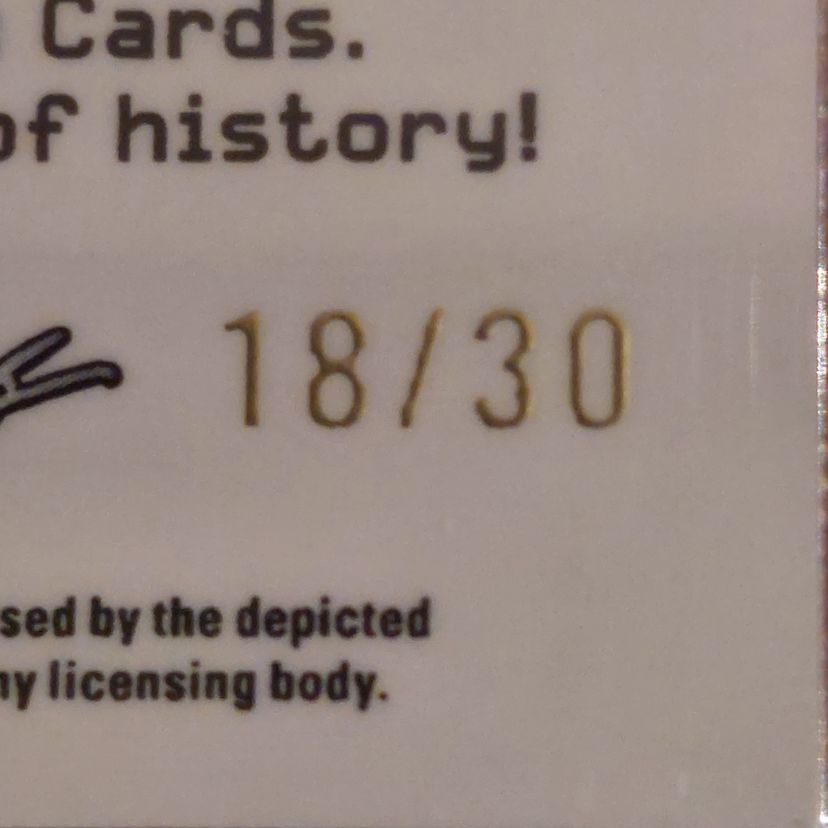 Cards.
of history!
18/30
sed by the depicted
ny licensing body.